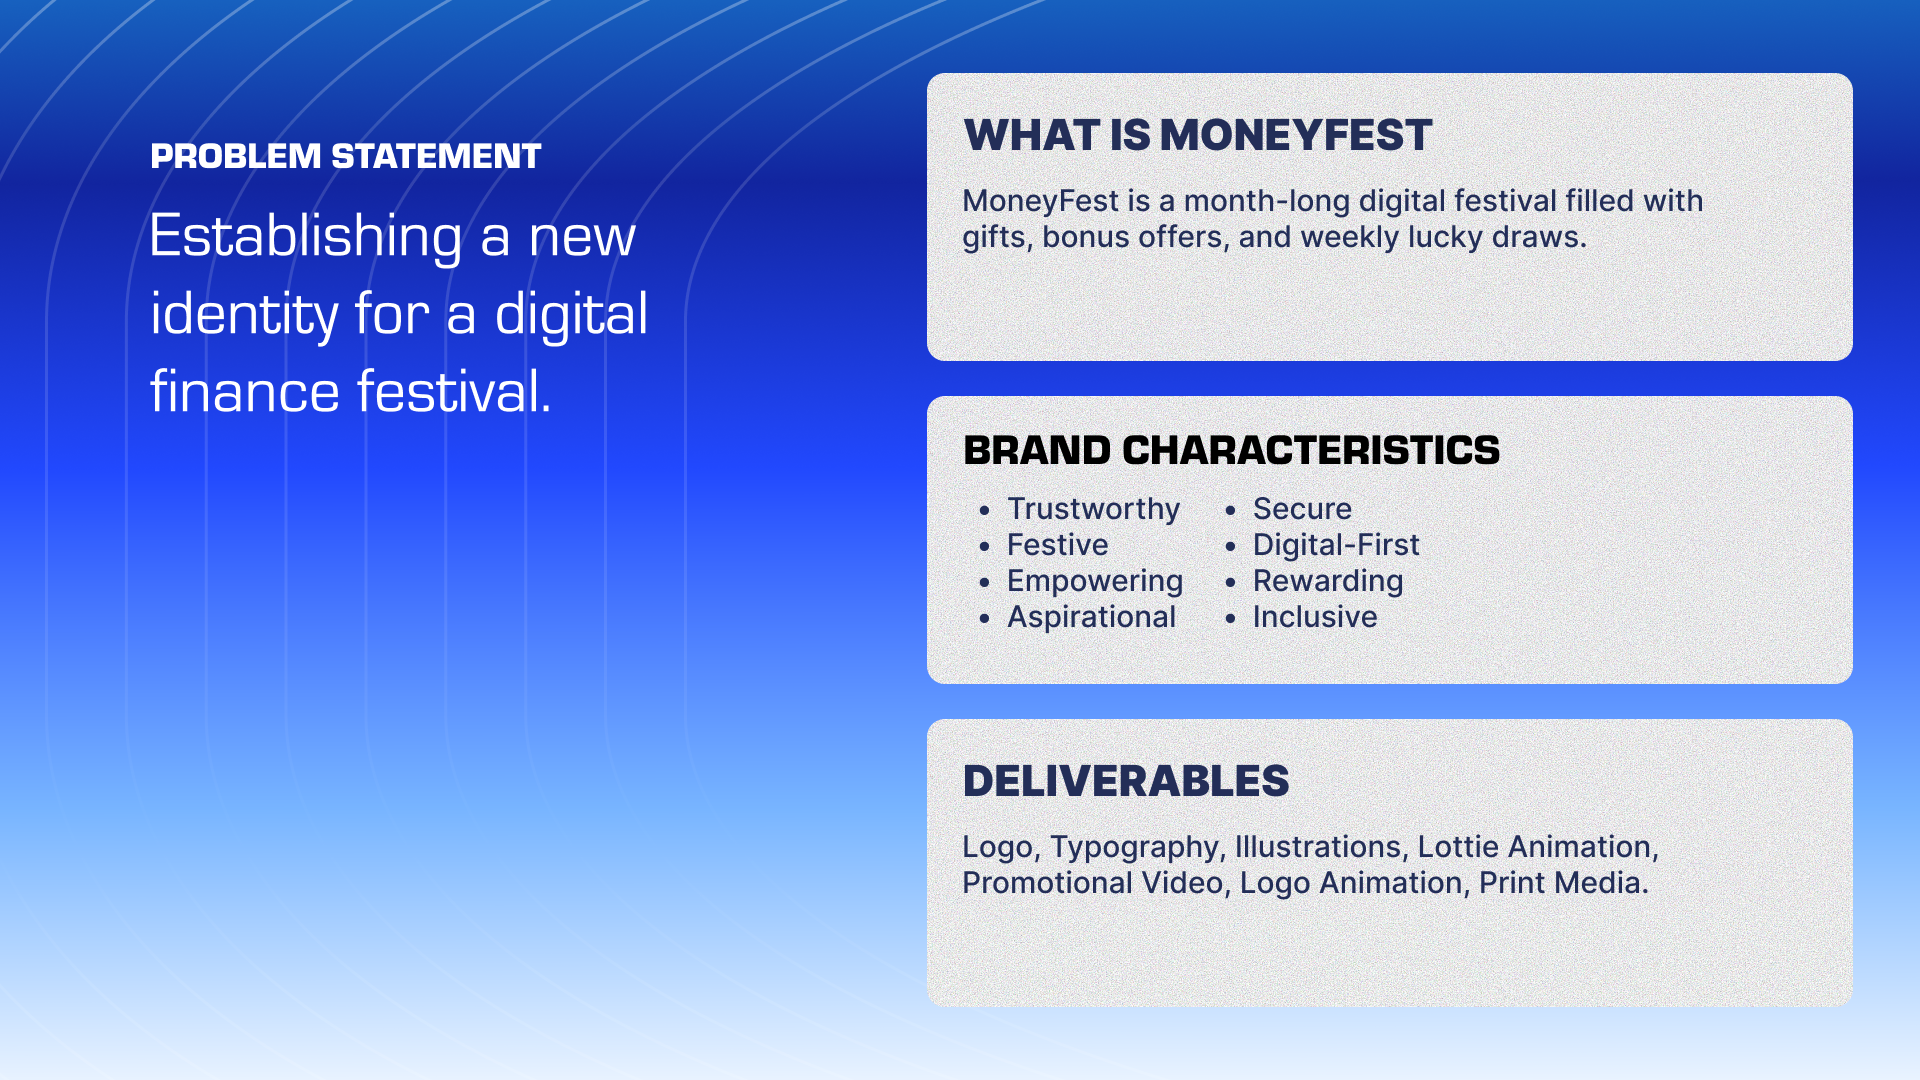 PROBLEM STATEMENT
Establishing a new
identity for a digital
finance festival.
WHAT IS MONEYFEST
MoneyFest is a month-long digital festival filled with
gifts, bonus offers, and weekly lucky draws.
BRAND CHARACTERISTICS
• Trustworthy
• Festive
• Empowering
• Aspirational
• Secure
• Digital-First
• Rewarding
• Inclusive
DELIVERABLES
Logo, Typography, Illustrations, Lottie Animation,
Promotional Video, Logo Animation, Print Media.